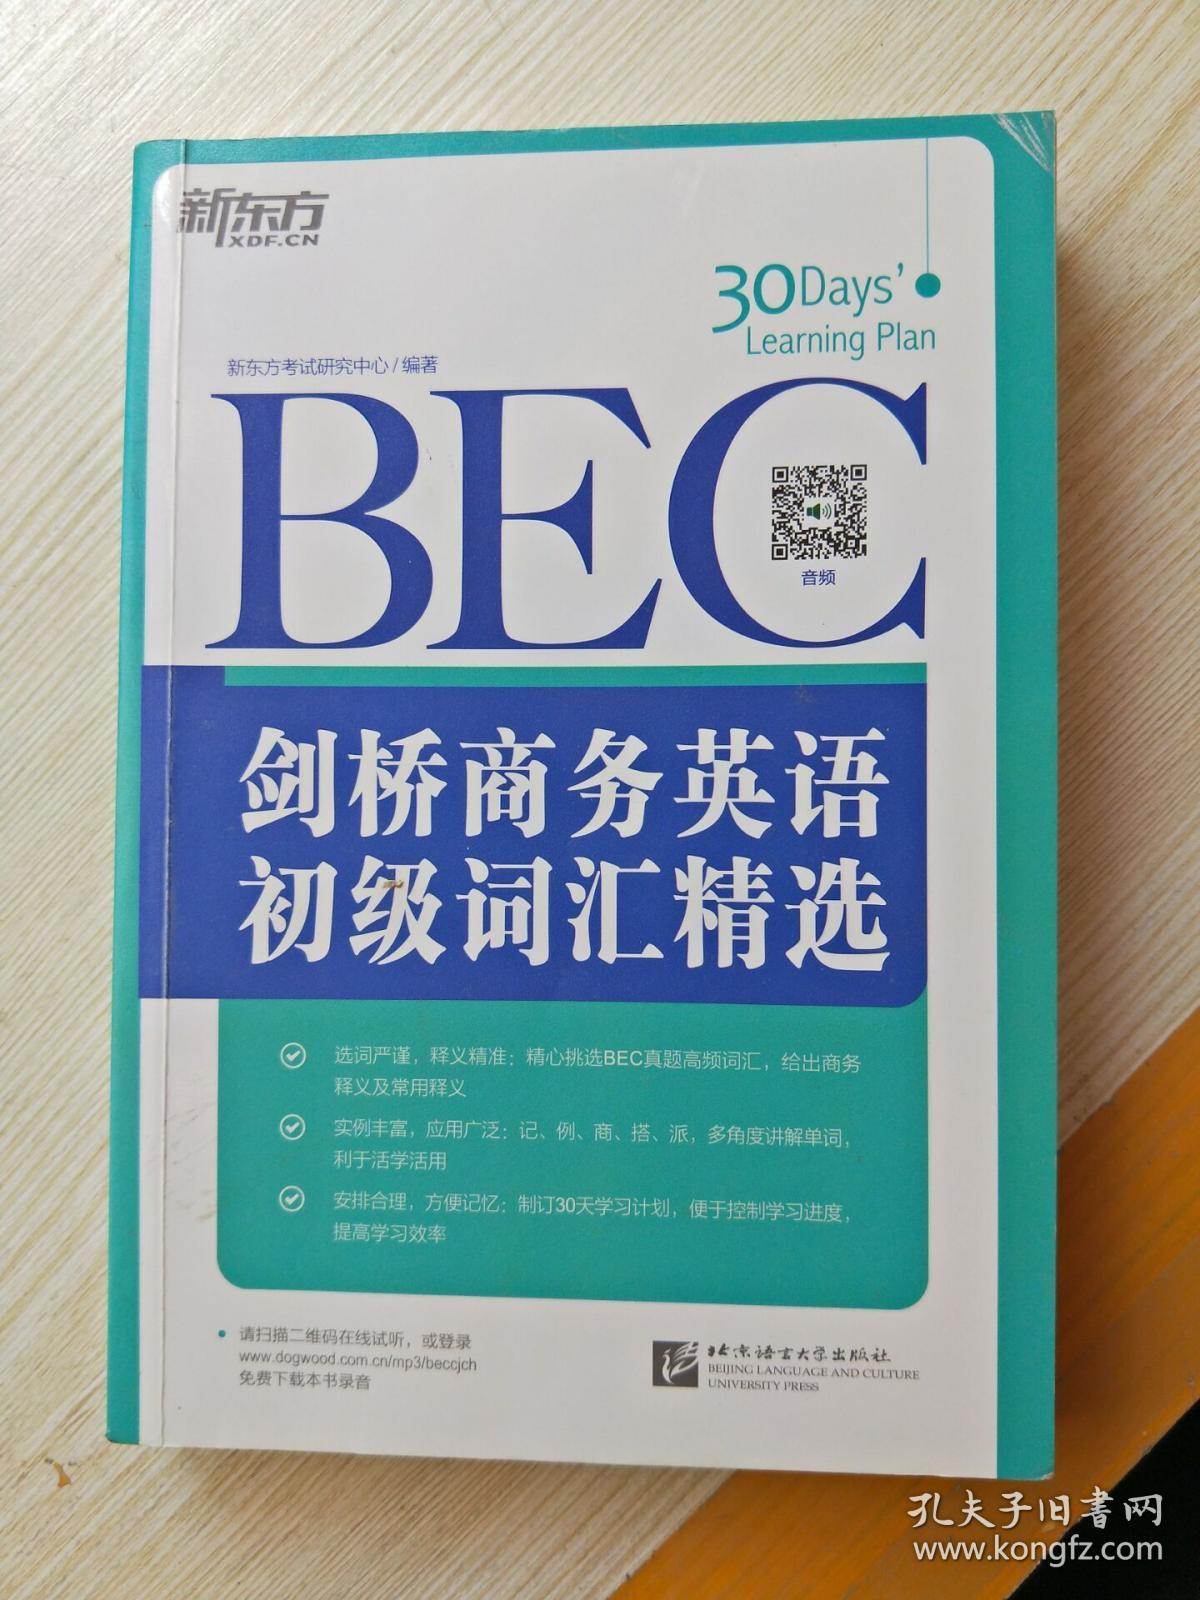 新东方
XDF.CN
30Days'
Learning Plan
新东方考试研究中心/编著
BEC
音频
剑桥商务英语
初级词汇精选
选词严谨，释义精准：精心挑选BEC真题高频词汇，给出商务
释义及常用释义
实例丰富，应用广泛：记、例、商、搭、派，多角度讲解单词，
利于活学活用
安排合理，方便记忆：制订30天学习计划，便于控制学习进度，
提高学习效率
请扫描二维码在线试听，或登录
www.dogwood.com.cn/mp3/beccjch
免费下载本书录音
北京语言大学出版社
BEIJING LANGUAGE AND CULTURE
UNIVERSITY PRESS
孔夫子旧书网
www.kongfz.com